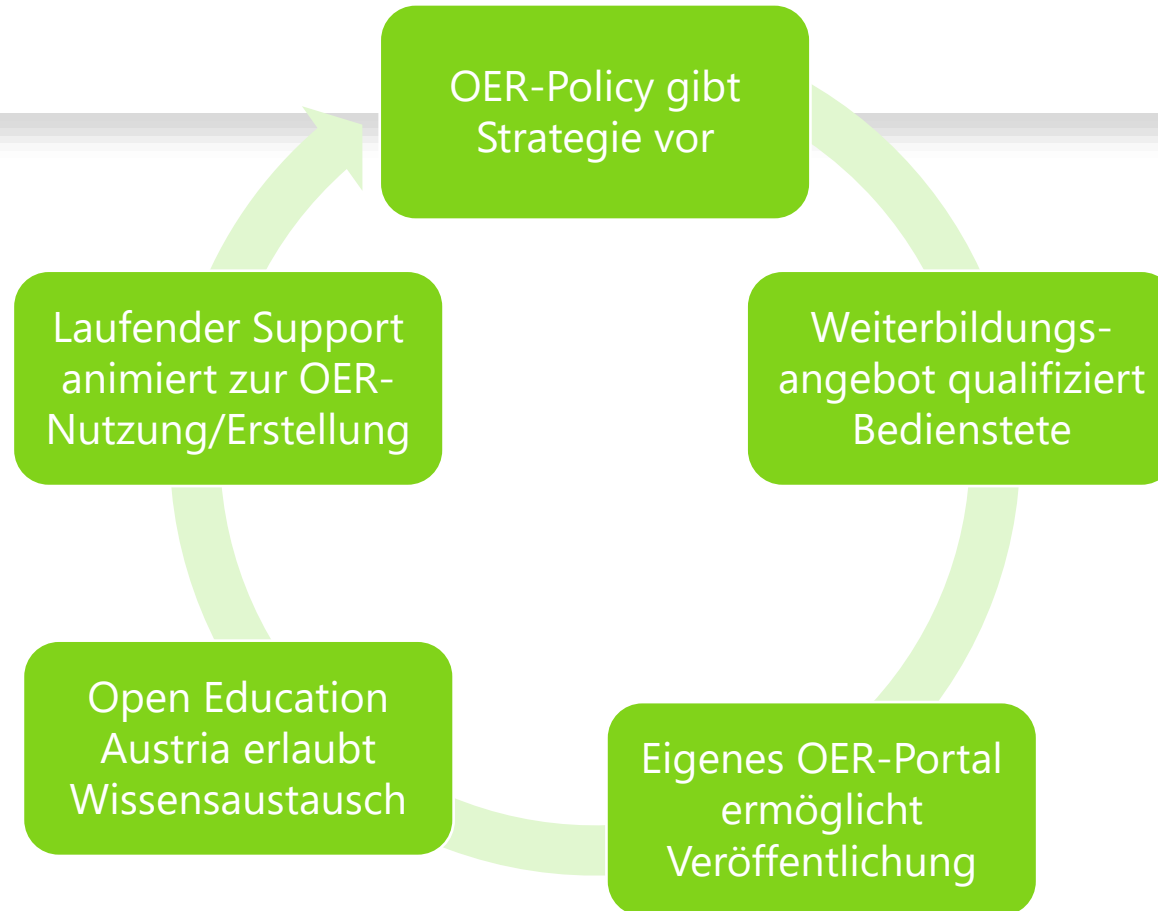 OER-Policy gibt
Strategie vor
Weiterbildungs-
angebot qualifiziert
Bedienstete
Eigenes OER-Portal
ermöglicht
Veröffentlichung
Open Education
Austria erlaubt
Wissensaustausch
Laufender Support
animiert zur OER-
Nutzung/Erstellung